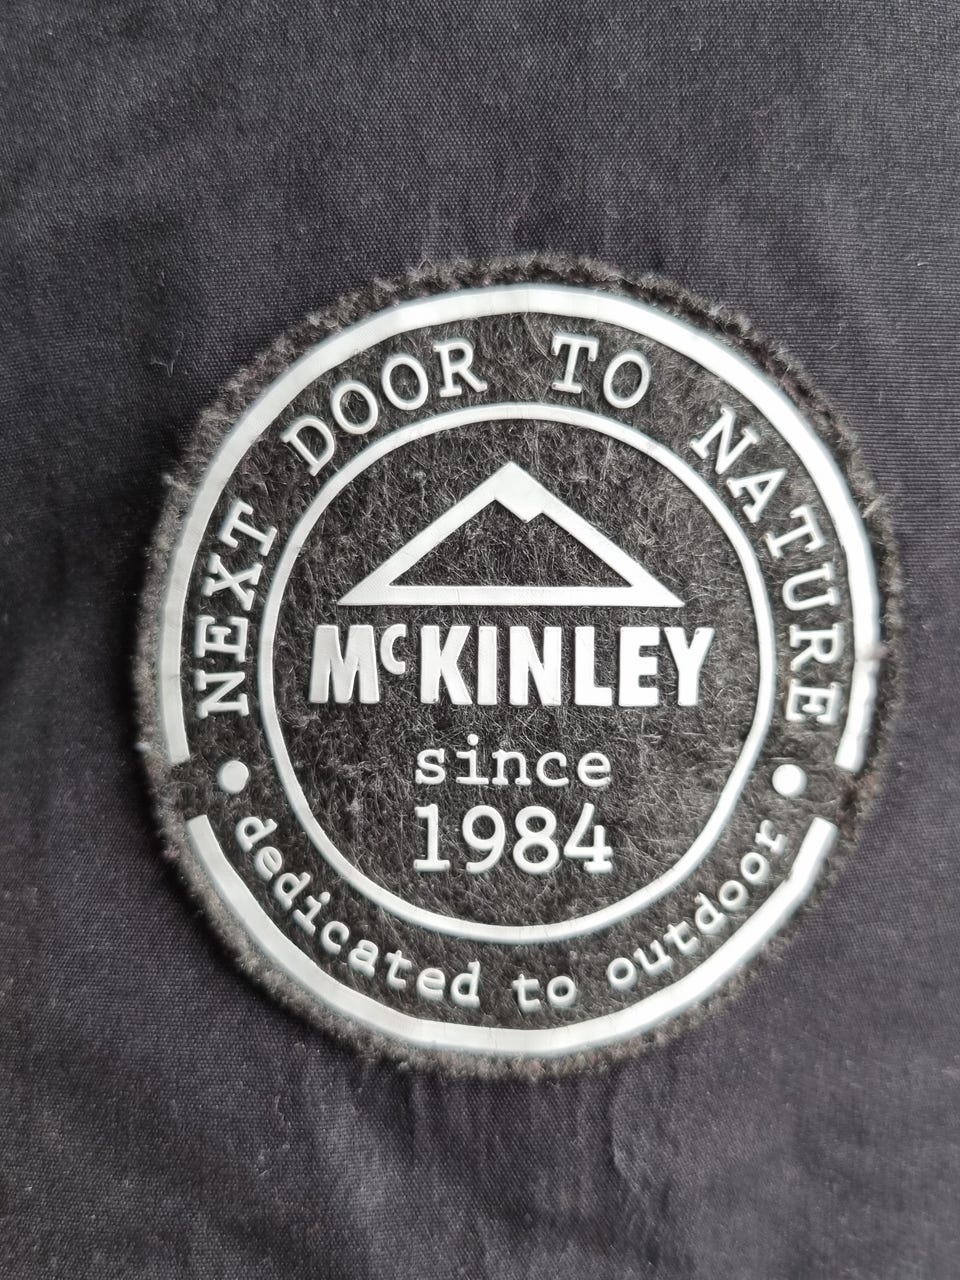 NEXT DOOR TO NATURE
McKINLEY
since
1984
dedicated to outdoor